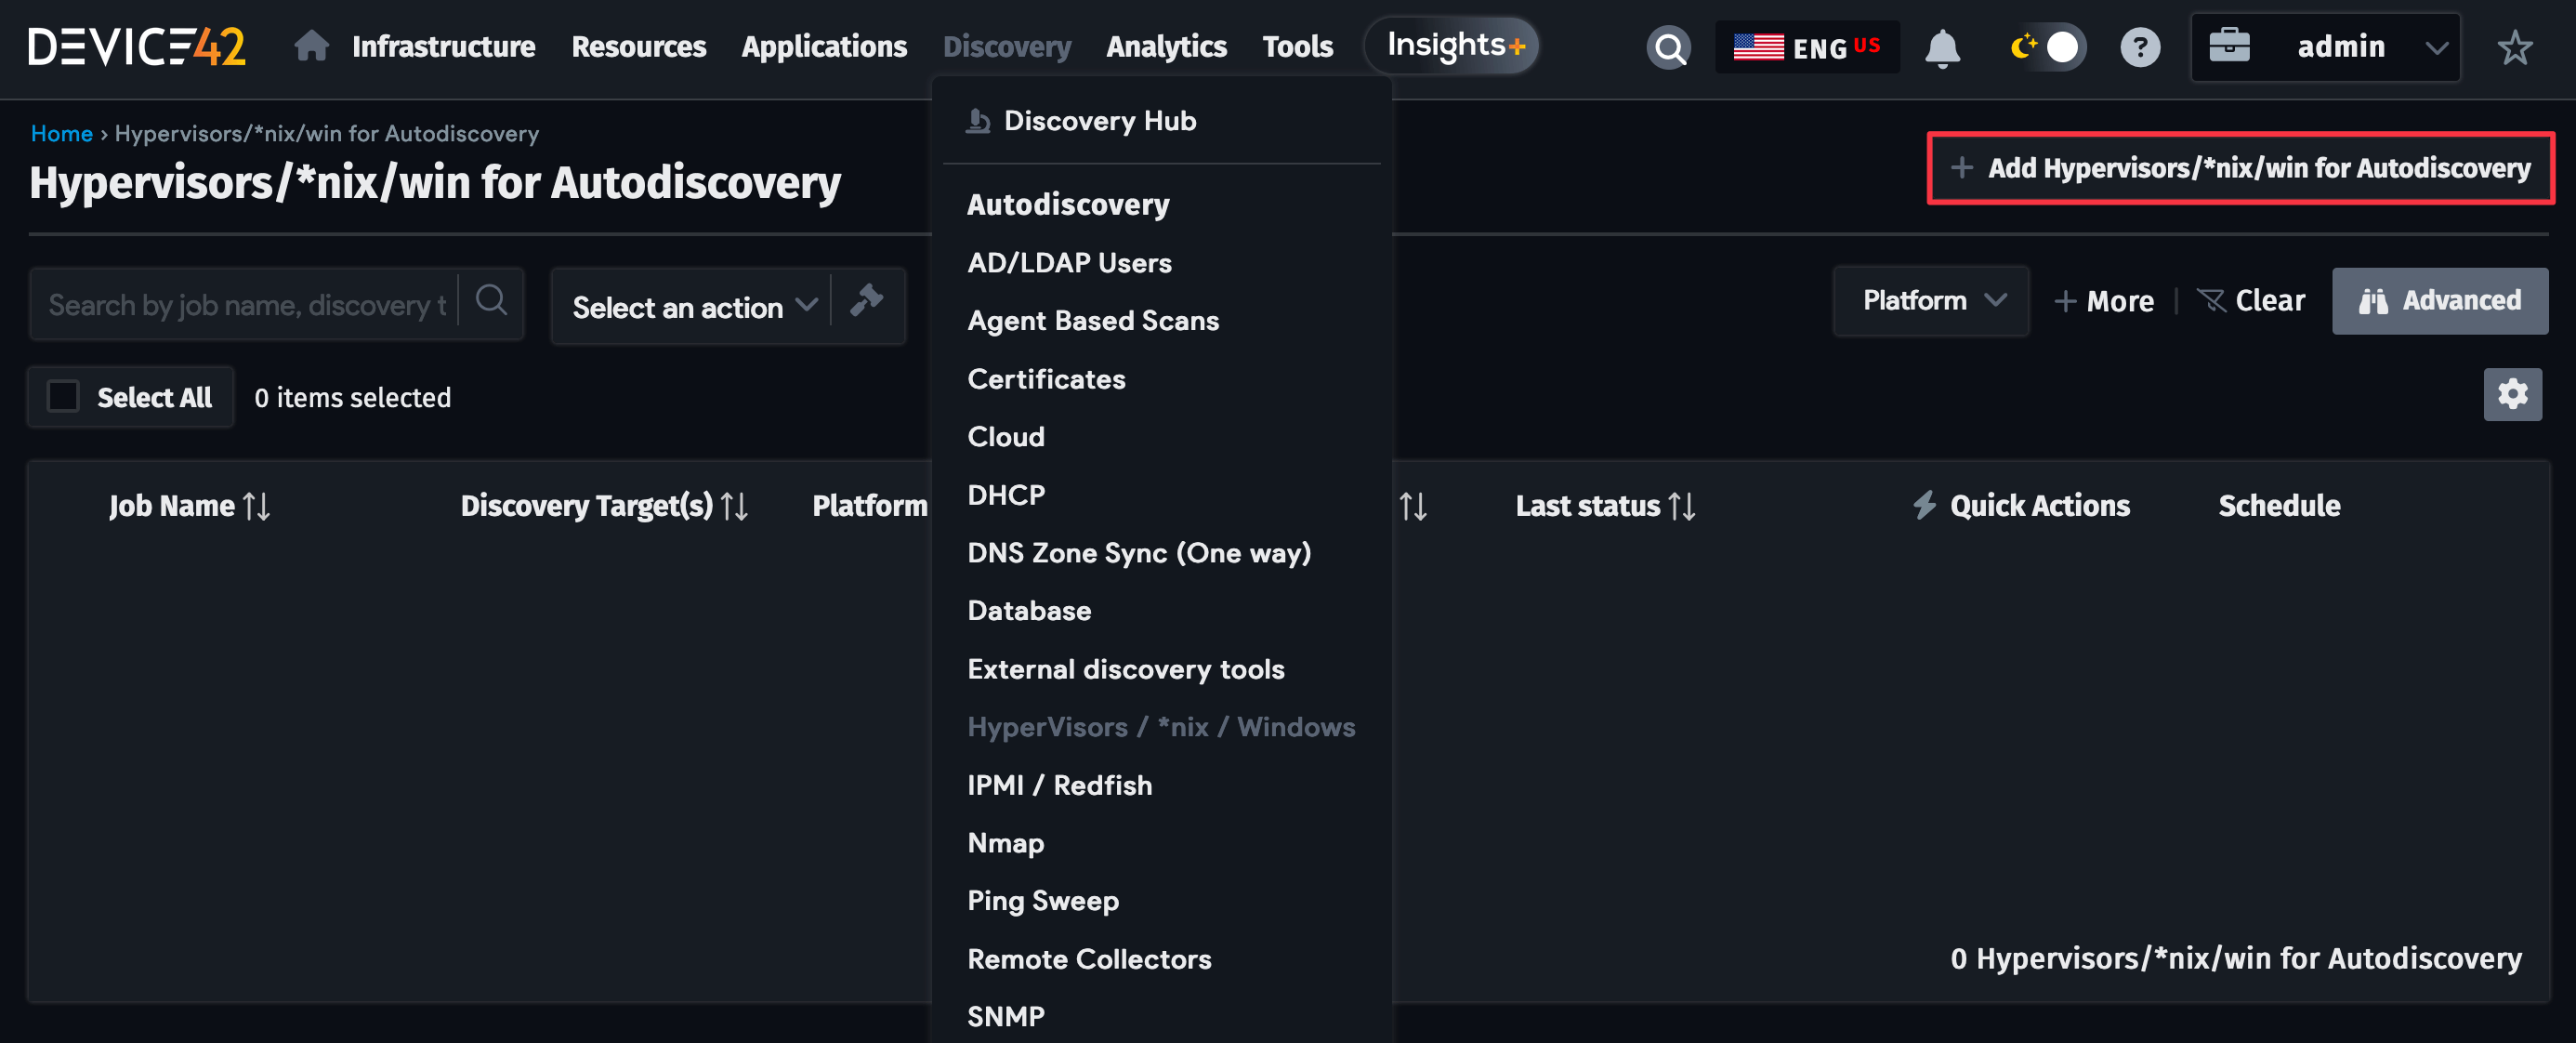 DEVICE42 Infrastructure Resources Applications Discovery Analytics Tools Insights+ ENG US ? admin
Home › Hypervisors/*nix/win for Autodiscovery
Hypervisors/*nix/win for Autodiscovery
+ Add Hypervisors/*nix/win for Autodiscovery
Discovery Hub
Autodiscovery
AD/LDAP Users
Agent Based Scans
Certificates
Cloud
DHCP
DNS Zone Sync (One way)
Database
External discovery tools
HyperVisors / *nix / Windows
IPMI / Redfish
Nmap
Ping Sweep
Remote Collectors
SNMP
Search by job name, discovery t
Select an action
Platform + More | Clear Advanced
Select All 0 items selected
Job Name Discovery Target(s) Platform Last status Quick Actions Schedule
0 Hypervisors/*nix/win for Autodiscovery